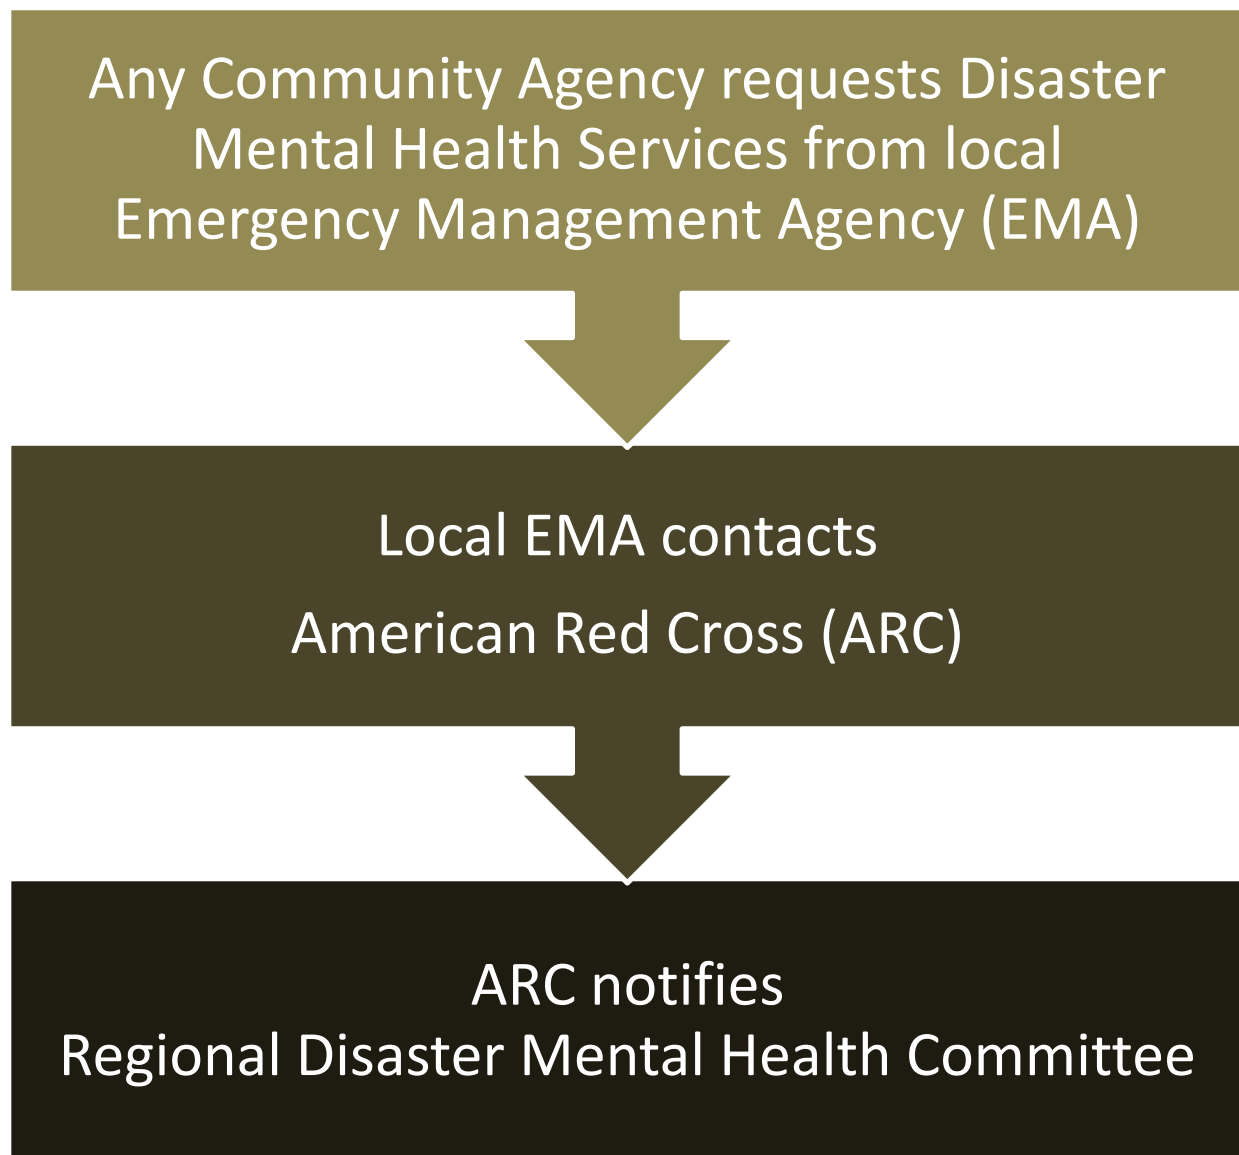 Any Community Agency requests Disaster
Mental Health Services from local
Emergency Management Agency (EMA)
Local EMA contacts
American Red Cross (ARC)
ARC notifies
Regional Disaster Mental Health Committee